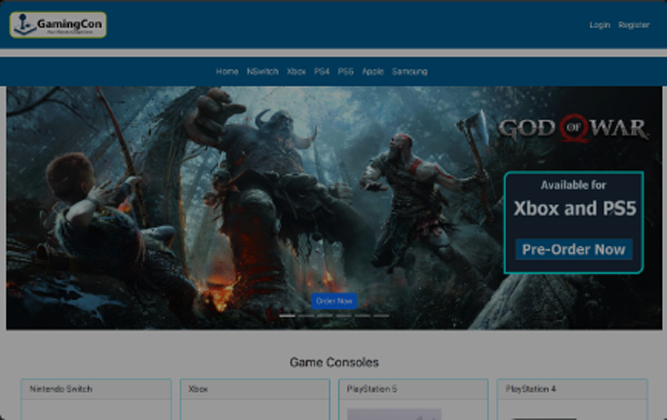 GamingCon
Login Register
Home NSwitch Xbox PS4 PS5 Apple Samsung
GOD OF WAR
Available for
Xbox and PS5
Pre-Order Now
Order Now
Game Consoles
Nintendo Switch Xbox PlayStation 5 PlayStation 4